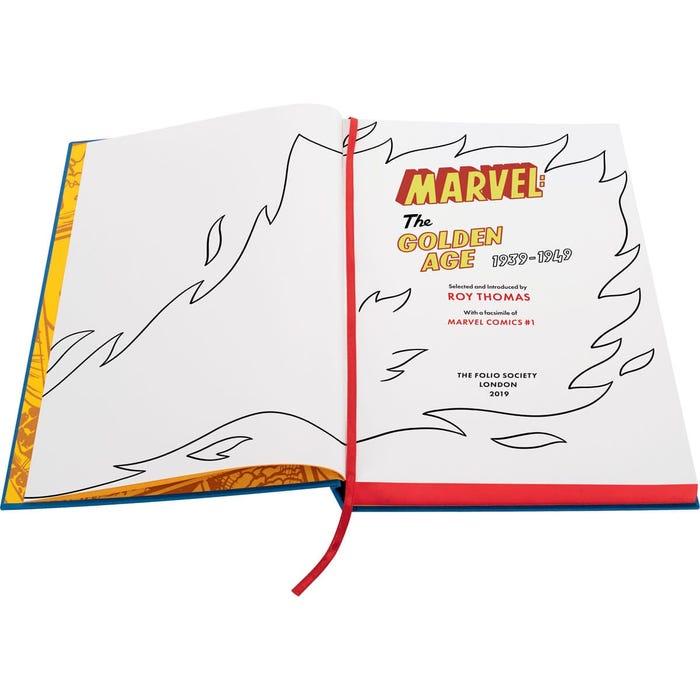 MARVEL:
The
GOLDEN
AGE 1939-1949
Selected and Introduced by
ROY THOMAS
With a facsimile of
MARVEL COMICS #1
THE FOLIO SOCIETY
LONDON
2019